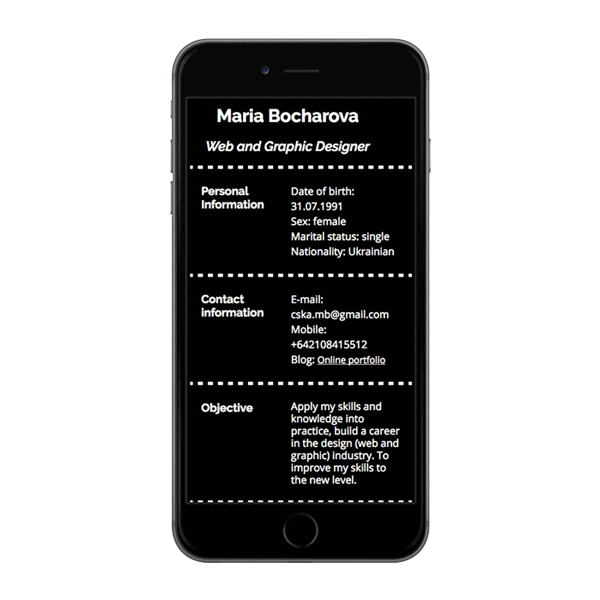 Maria Bocharova
Web and Graphic Designer
Personal
Information
Date of birth:
31.07.1991
Sex: female
Marital status: single
Nationality: Ukrainian
Contact
information
E-mail:
cska.mb@gmail.com
Mobile:
+642108415512
Blog: Online portfolio
Objective
Apply my skills and
knowledge into
practice, build a career
in the design (web and
graphic) industry. To
improve my skills to
the new level.